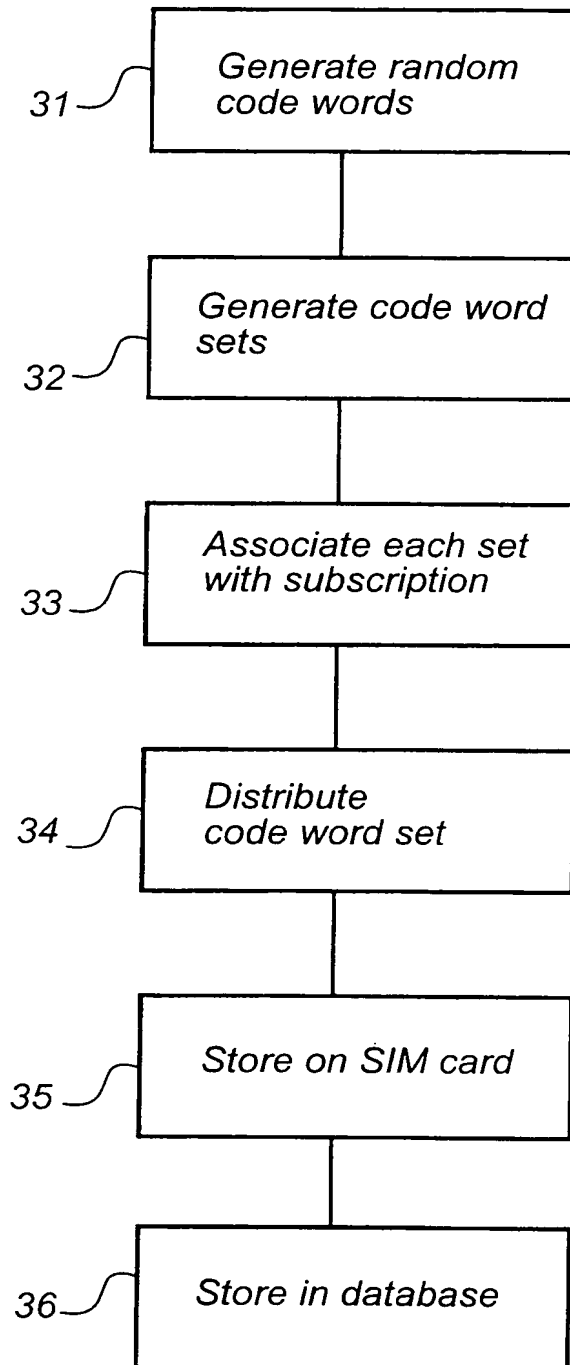 Generate random
code words
31
Generate code word
sets
32
Associate each set
with subscription
33
Distribute
code word set
34
Store on SIM card
35
Store in database
36